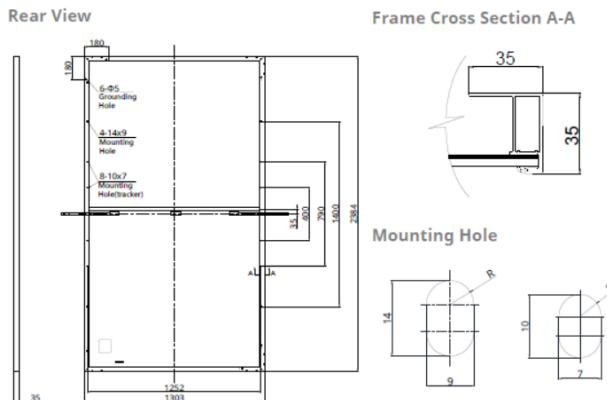 Rear View
Frame Cross Section A-A
180
180
6-Φ5
Grounding
Hole
4-14x9
Mounting
Hole
8-10x7
Mounting
Hole(tracker)
35
400
790
1400
2384
A A
1252
1303
35
35
35
Mounting Hole
R
14
9
10
7